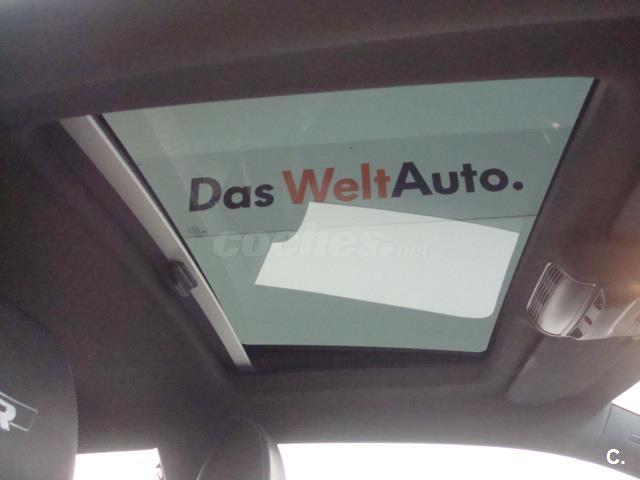 Das WeltAuto.
coches.net
R
C.